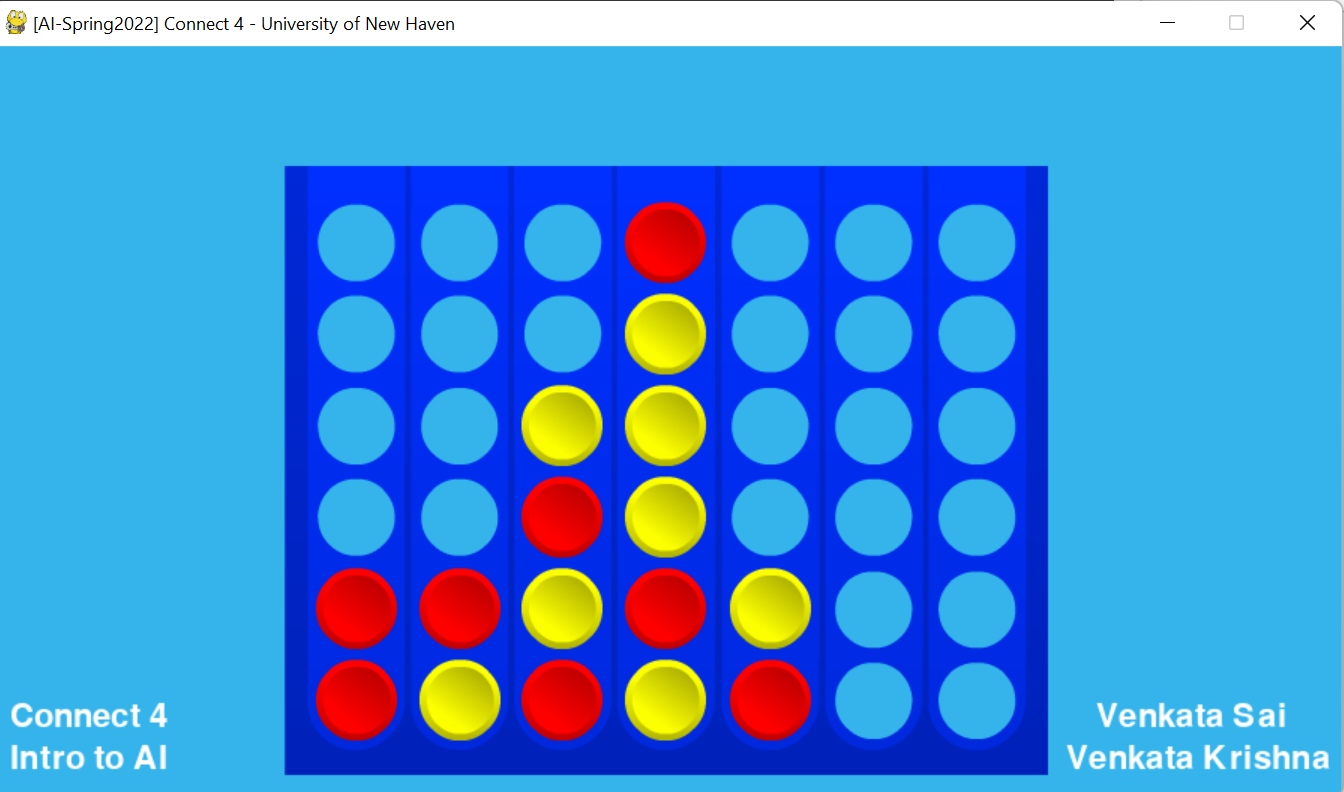 [AI-Spring2022] Connect 4 - University of New Haven
Connect 4
Intro to AI
Venkata Sai
Venkata Krishna